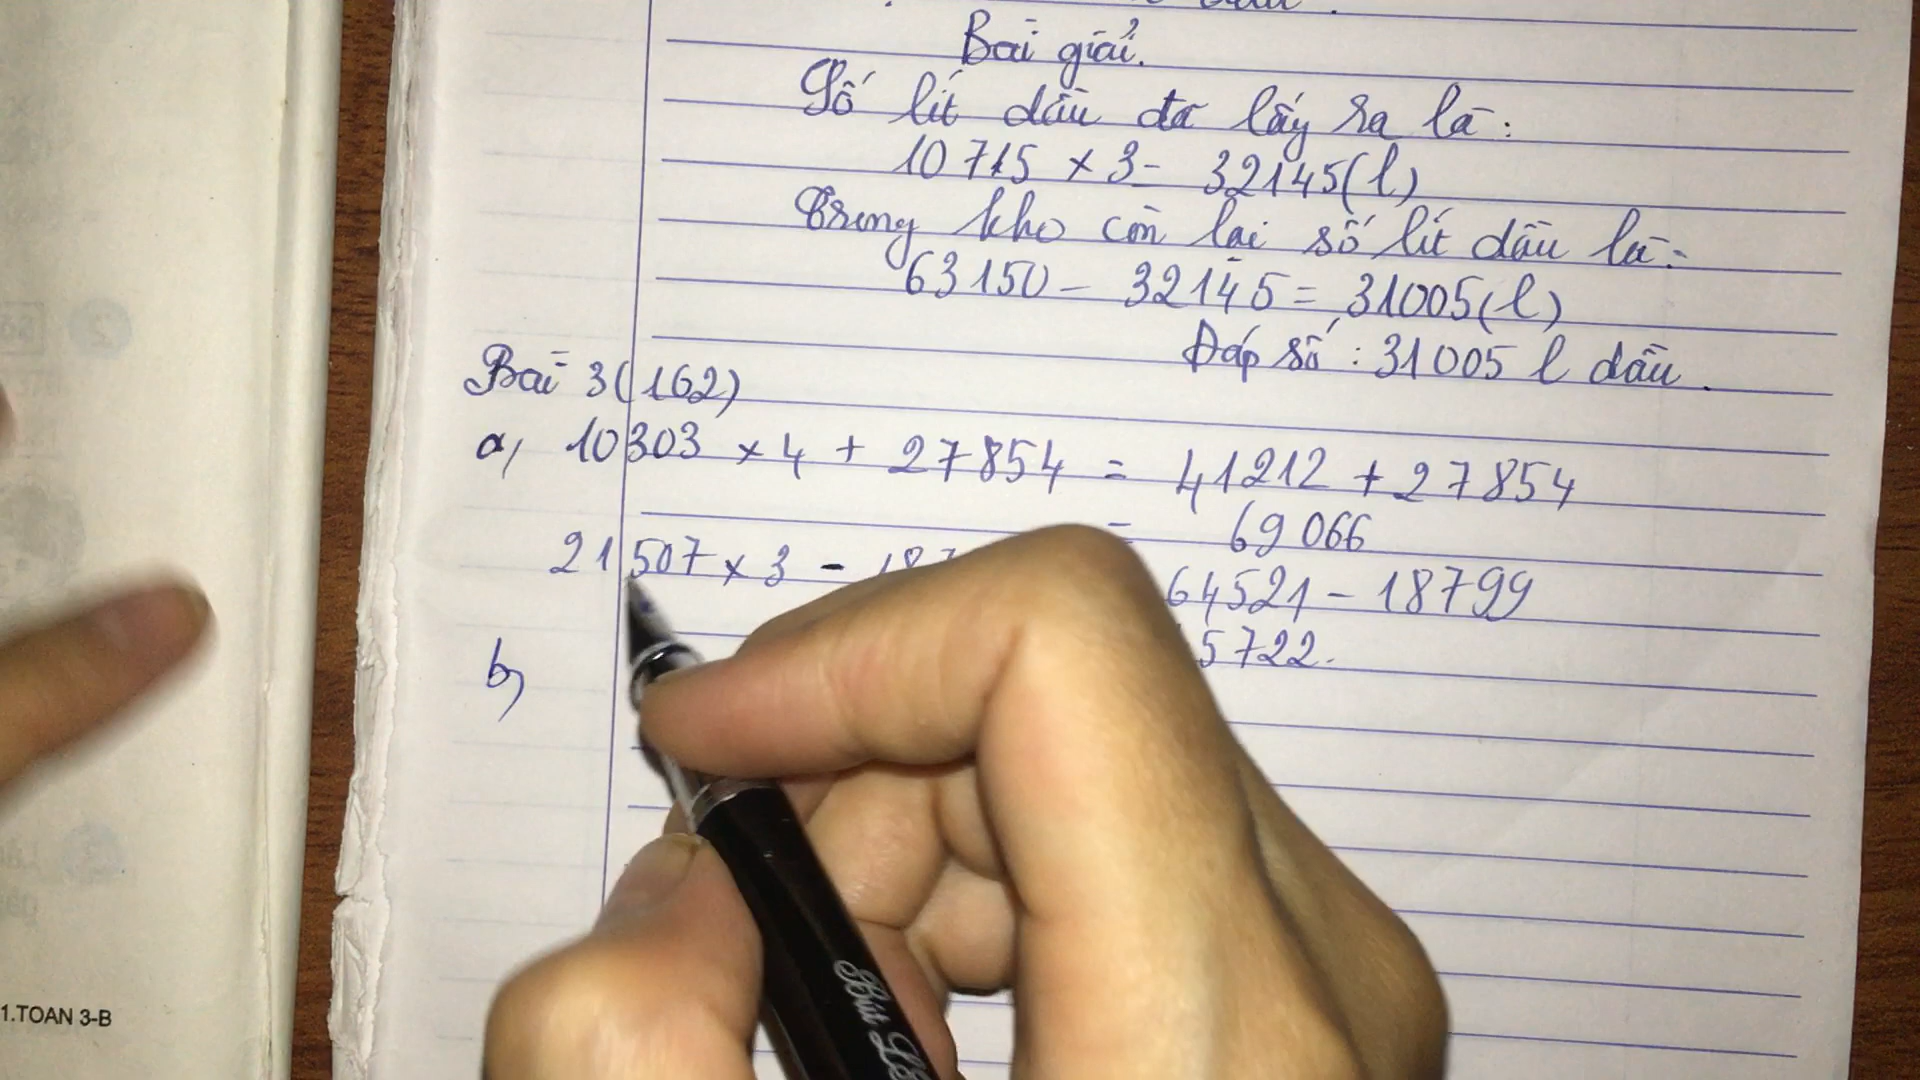 Bài giải.
Số lít dầu đã lấy ra là:
10715 x 3 = 32145(l)
Trong kho còn lại số lít dầu là:
63150 - 32145 = 31005(l)
Đáp số: 31005 l dầu.
Bài 3(162)
a, 10303 x 4 + 27854 = 41212 + 27854
= 69066
21507 x 3 - 187 64521 - 18799
5722.
b,
1.TOAN 3-B
Bút